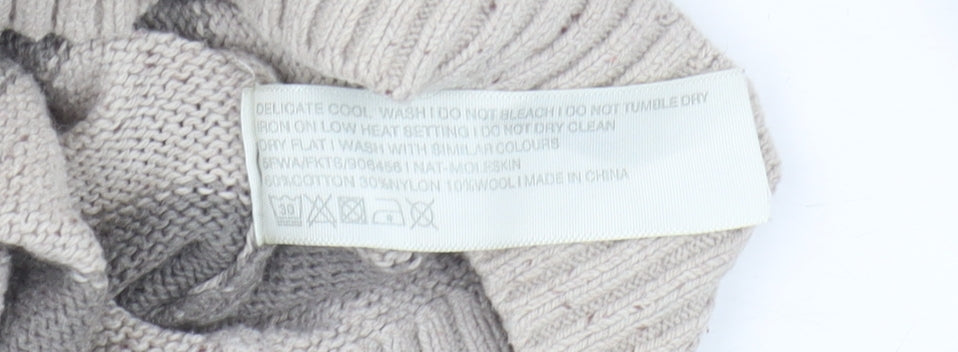 DELICATE COOL WASH | DO NOT BLEACH | DO NOT TUMBLE DRY
IRON ON LOW HEAT SETTING | DO NOT DRY CLEAN
DRY FLAT | WASH WITH SIMILAR COLOURS
SFWA/FKTS/906456 | NAT-MOLESKIN
60%COTTON 30%NYLON 10%WOOL | MADE IN CHINA
30